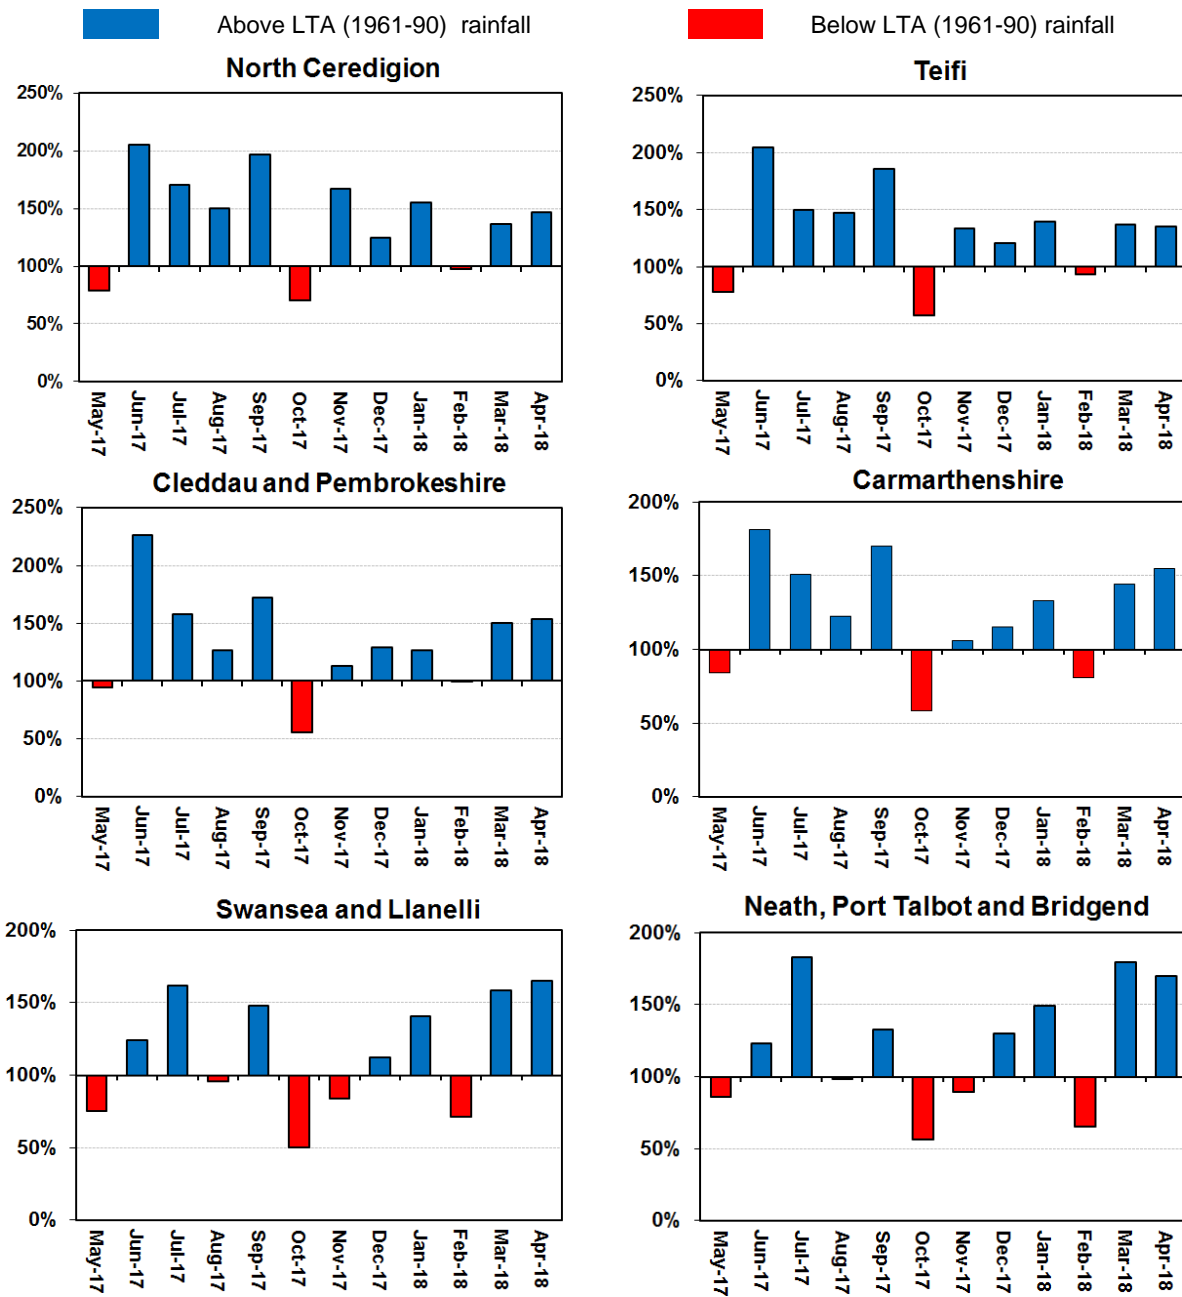 Above LTA (1961-90) rainfall
Below LTA (1961-90) rainfall
North Ceredigion
250%
200%
150%
100%
50%
0%
May-17
Jun-17
Jul-17
Aug-17
Sep-17
Oct-17
Nov-17
Dec-17
Jan-18
Feb-18
Mar-18
Apr-18
Teifi
250%
200%
150%
100%
50%
0%
May-17
Jun-17
Jul-17
Aug-17
Sep-17
Oct-17
Nov-17
Dec-17
Jan-18
Feb-18
Mar-18
Apr-18
Cleddau and Pembrokeshire
250%
200%
150%
100%
50%
0%
May-17
Jun-17
Jul-17
Aug-17
Sep-17
Oct-17
Nov-17
Dec-17
Jan-18
Feb-18
Mar-18
Apr-18
Carmarthenshire
200%
150%
100%
50%
0%
May-17
Jun-17
Jul-17
Aug-17
Sep-17
Oct-17
Nov-17
Dec-17
Jan-18
Feb-18
Mar-18
Apr-18
Swansea and Llanelli
200%
150%
100%
50%
0%
May-17
Jun-17
Jul-17
Aug-17
Sep-17
Oct-17
Nov-17
Dec-17
Jan-18
Feb-18
Mar-18
Apr-18
Neath, Port Talbot and Bridgend
200%
150%
100%
50%
0%
May-17
Jun-17
Jul-17
Aug-17
Sep-17
Oct-17
Nov-17
Dec-17
Jan-18
Feb-18
Mar-18
Apr-18